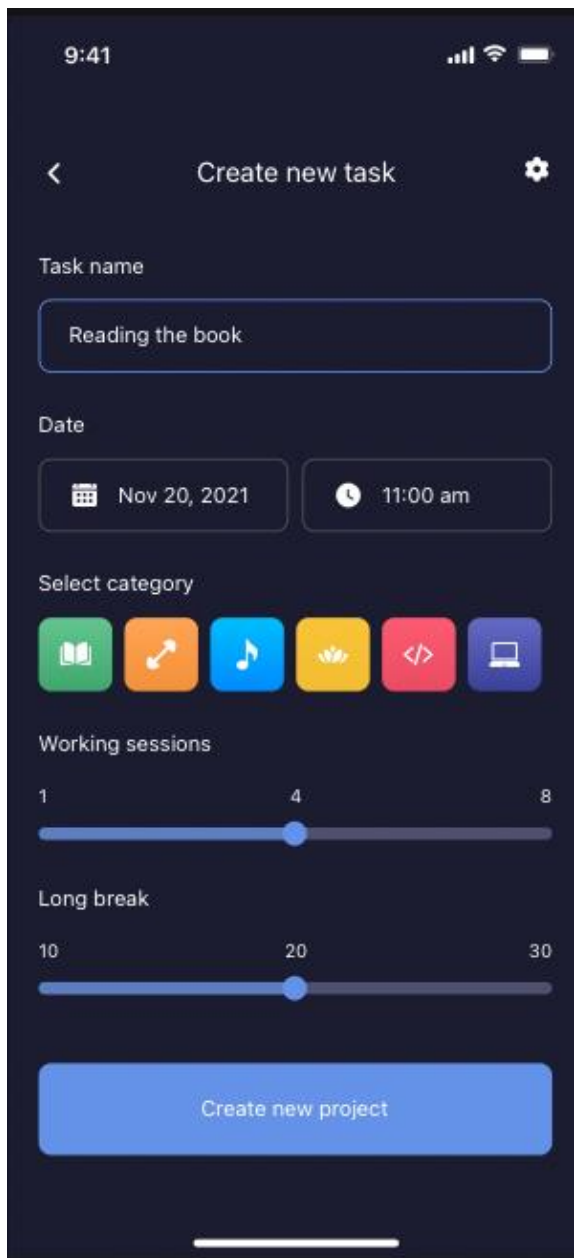 9:41
Create new task
Task name
Reading the book
Date
Nov 20, 2021 11:00 am
Select category
</>
Working sessions
1 4 8
Long break
10 20 30
Create new project